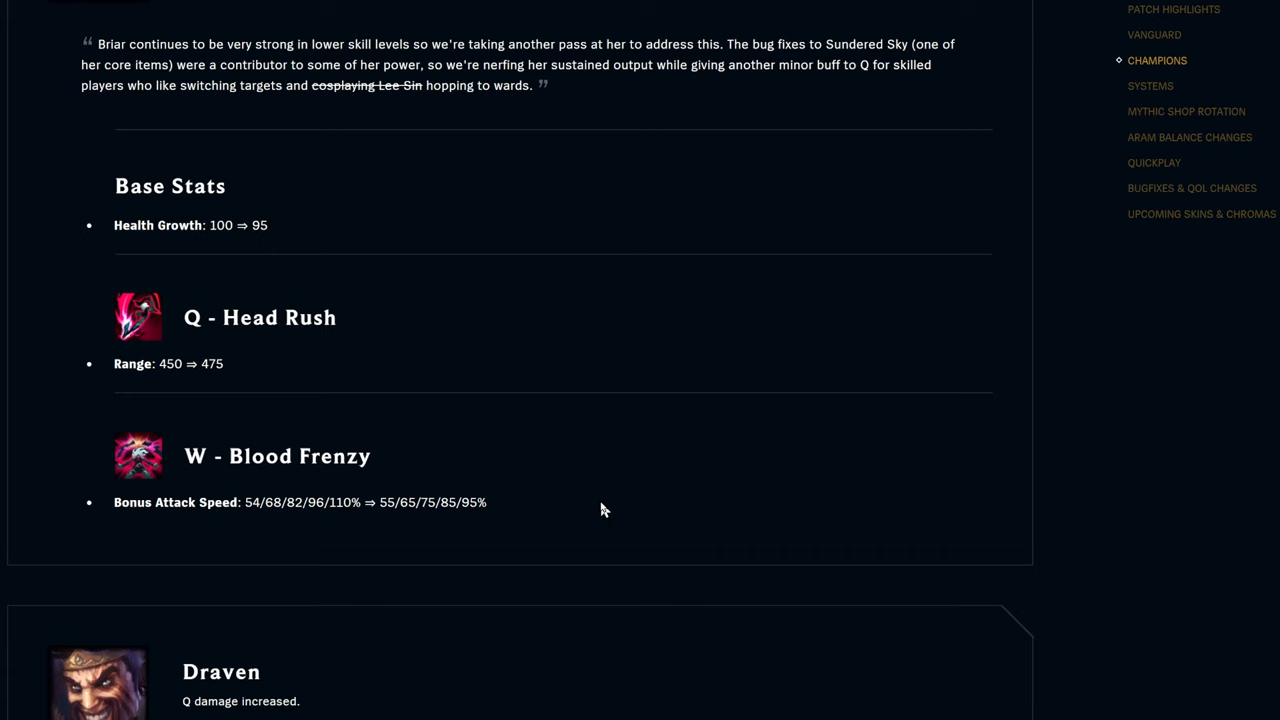 “ Briar continues to be very strong in lower skill levels so we're taking another pass at her to address this. The bug fixes to Sundered Sky (one of
her core items) were a contributor to some of her power, so we're nerfing her sustained output while giving another minor buff to Q for skilled
players who like switching targets and cosplaying Lee Sin hopping to wards. ”
Base Stats
• Health Growth: 100 ⇒ 95
Q - Head Rush
• Range: 450 ⇒ 475
W - Blood Frenzy
• Bonus Attack Speed: 54/68/82/96/110% ⇒ 55/65/75/85/95%
Draven
Q damage increased.
PATCH HIGHLIGHTS
VANGUARD
CHAMPIONS
SYSTEMS
MYTHIC SHOP ROTATION
ARAM BALANCE CHANGES
QUICKPLAY
BUGFIXES & QOL CHANGES
UPCOMING SKINS & CHROMAS